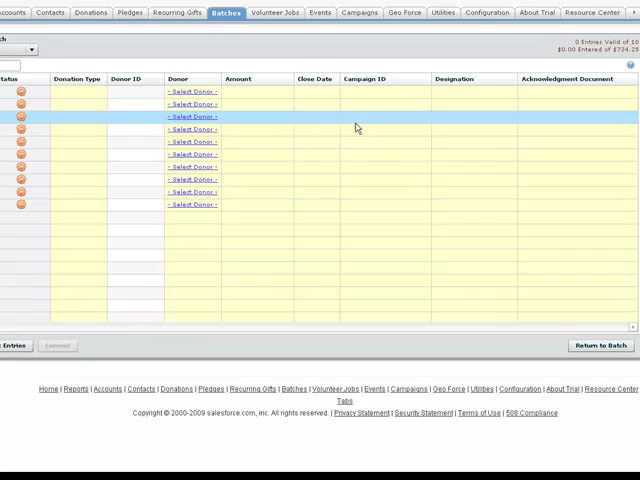 Accounts Contacts Donations Pledges Recurring Gifts Batches Volunteer Jobs Events Campaigns Geo Force Utilities Configuration About Trial Resource Center
0 Entries Valid of 10
$0.00 Entered of $734.25
Donation Type Donor ID Donor Amount Close Date Campaign ID Designation Acknowledgment Document
- Select Donor -
- Select Donor -
- Select Donor -
- Select Donor -
- Select Donor -
- Select Donor -
- Select Donor -
- Select Donor -
- Select Donor -
- Select Donor -
Entries Commit Return to Batch
Home | Reports | Accounts | Contacts | Donations | Pledges | Recurring Gifts | Batches | Volunteer Jobs | Events | Campaigns | Geo Force | Utilities | Configuration | About Trial | Resource Center
Tabs
Copyright © 2000-2009 salesforce.com, inc. All rights reserved. | Privacy Statement | Security Statement | Terms of Use | 508 Compliance